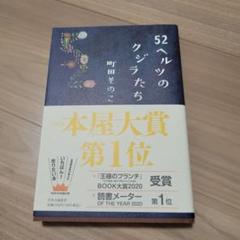 52ヘルツの
クジラたち
町田そのこ
本屋大賞
第1位
「王様のブランチ」
BOOK大賞2020
読書メーター
OF THE YEAR 2020
受賞
第1位